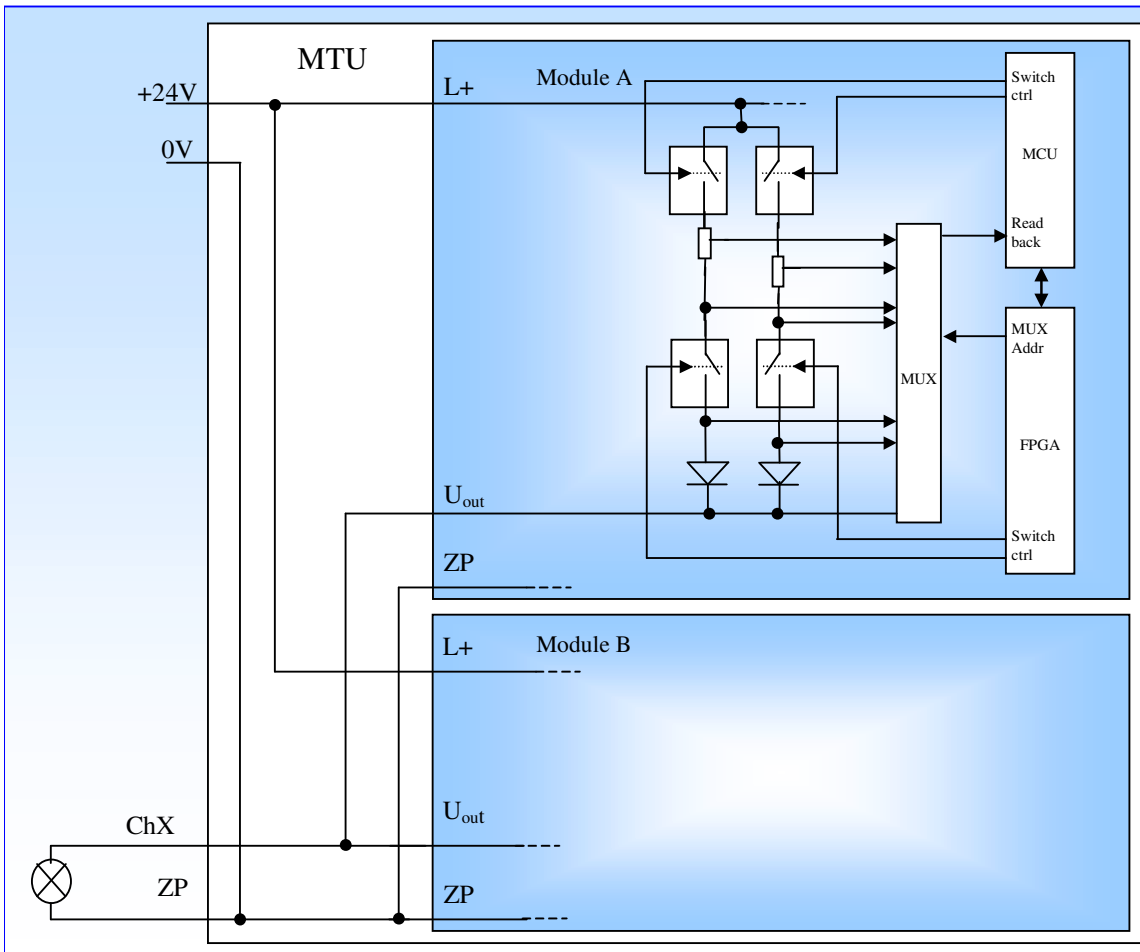 MTU
+24V
0V
L+
Module A
Switch
ctrl
MCU
Read
back
MUX
Addr
MUX
FPGA
Switch
ctrl
Uout
ZP
L+
Module B
Uout
ChX
ZP
ZP